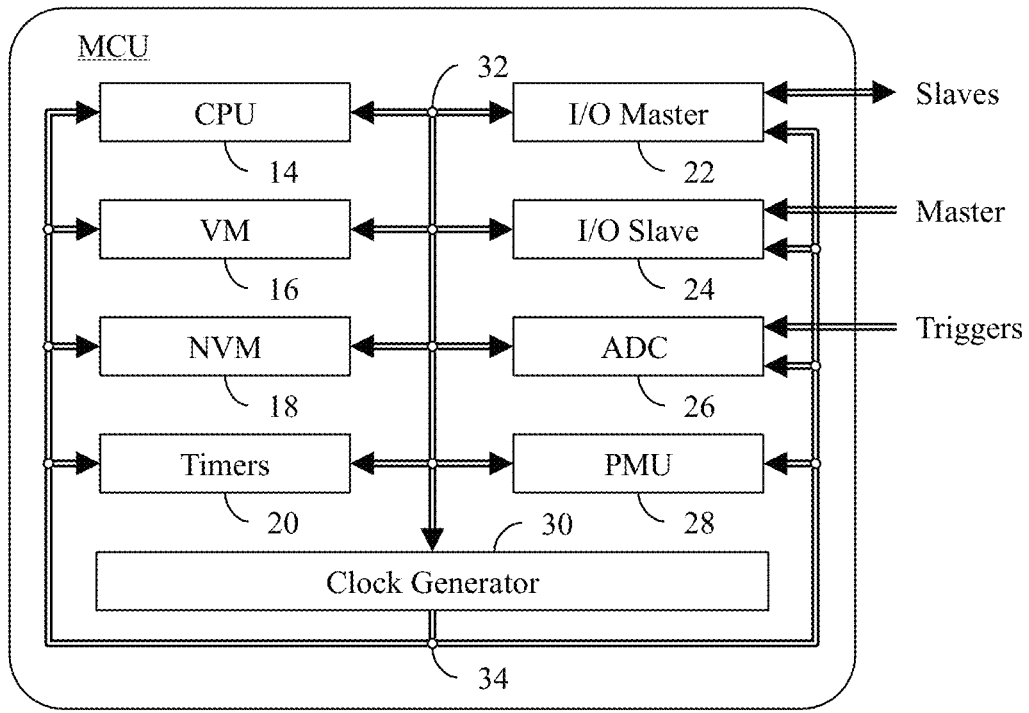 MCU
32
CPU
I/O Master
Slaves
14
22
VM
I/O Slave
Master
16
24
NVM
ADC
Triggers
18
26
Timers
PMU
20
30
28
Clock Generator
34